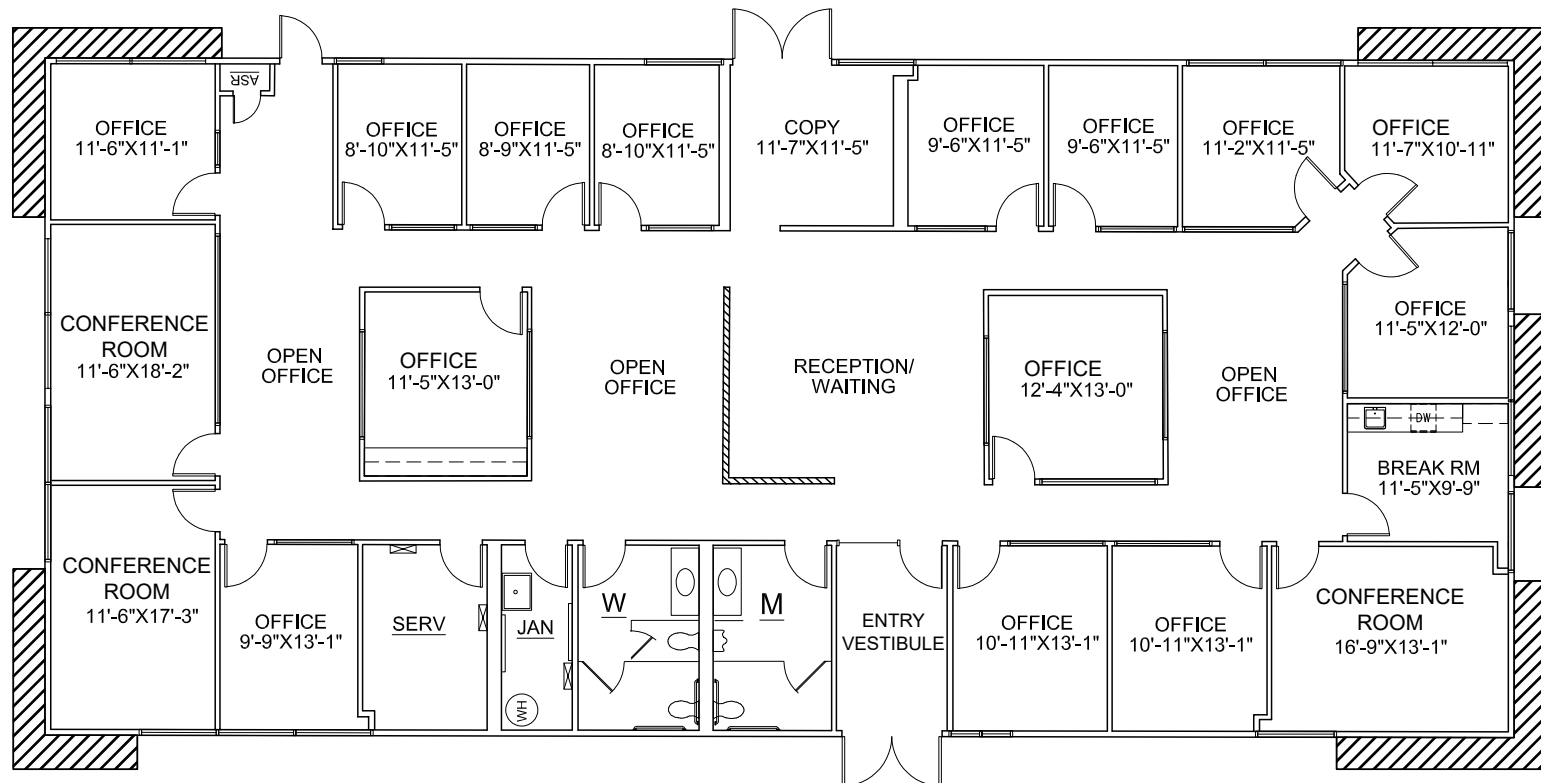 OFFICE
11'-6"X11'-1"
ASR
OFFICE
8'-10"X11'-5"
OFFICE
8'-9"X11'-5"
OFFICE
8'-10"X11'-5"
COPY
11'-7"X11'-5"
OFFICE
9'-6"X11'-5"
OFFICE
9'-6"X11'-5"
OFFICE
11'-2"X11'-5"
OFFICE
11'-7"X10'-11"
CONFERENCE
ROOM
11'-6"X18'-2"
OPEN
OFFICE
OFFICE
11'-5"X13'-0"
OPEN
OFFICE
RECEPTION/
WAITING
OFFICE
12'-4"X13'-0"
OPEN
OFFICE
OFFICE
11'-5"X12'-0"
DW
BREAK RM
11'-5"X9'-9"
CONFERENCE
ROOM
11'-6"X17'-3"
OFFICE
9'-9"X13'-1"
SERV
JAN
WH
W
M
ENTRY
VESTIBULE
OFFICE
10'-11"X13'-1"
OFFICE
10'-11"X13'-1"
CONFERENCE
ROOM
16'-9"X13'-1"